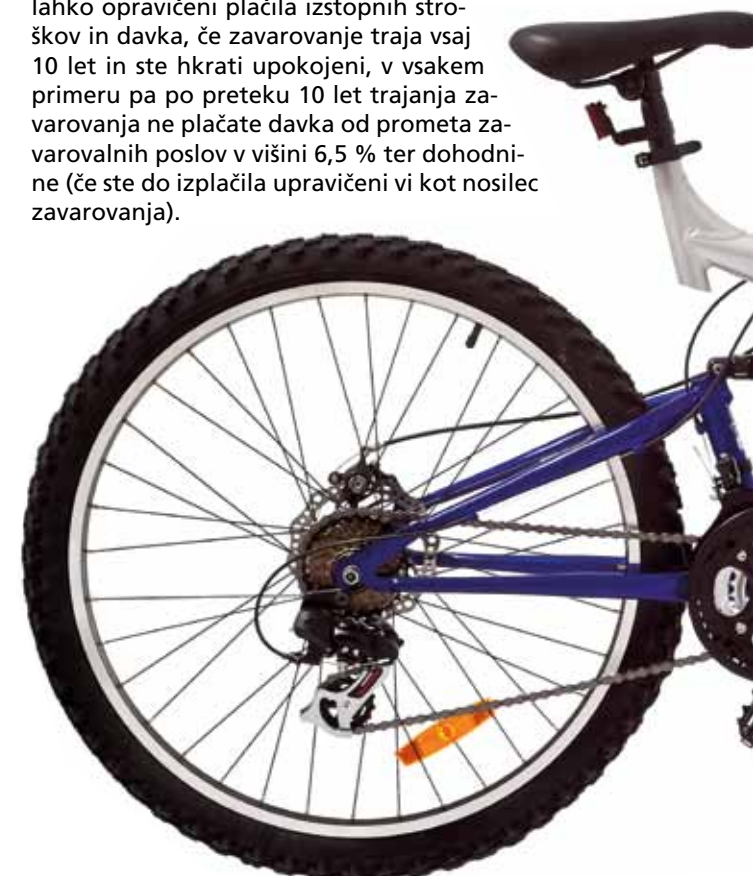 lahko opravičeni plačila izstopnih stro-
škov in davka, če zavarovanje traja vsaj
10 let in ste hkrati upokojeni, v vsakem
primeru pa po preteku 10 let trajanja za-
varovanja ne plačate davka od prometa za-
varovalnih poslov v višini 6,5 % ter dohodni-
ne (če ste do izplačila upravičeni vi kot nosilec
zavarovanja).